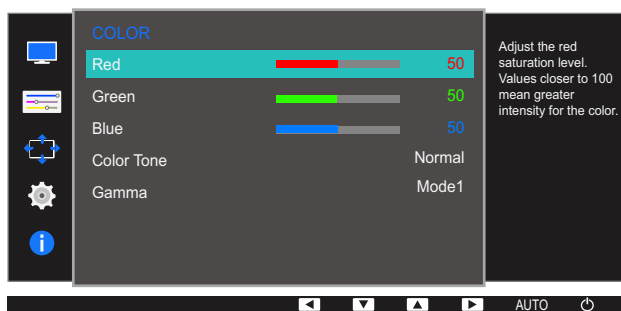 COLOR
Red 50
Green 50
Blue 50
Color Tone Normal
Gamma Mode1
Adjust the red
saturation level.
Values closer to 100
mean greater
intensity for the color.
AUTO